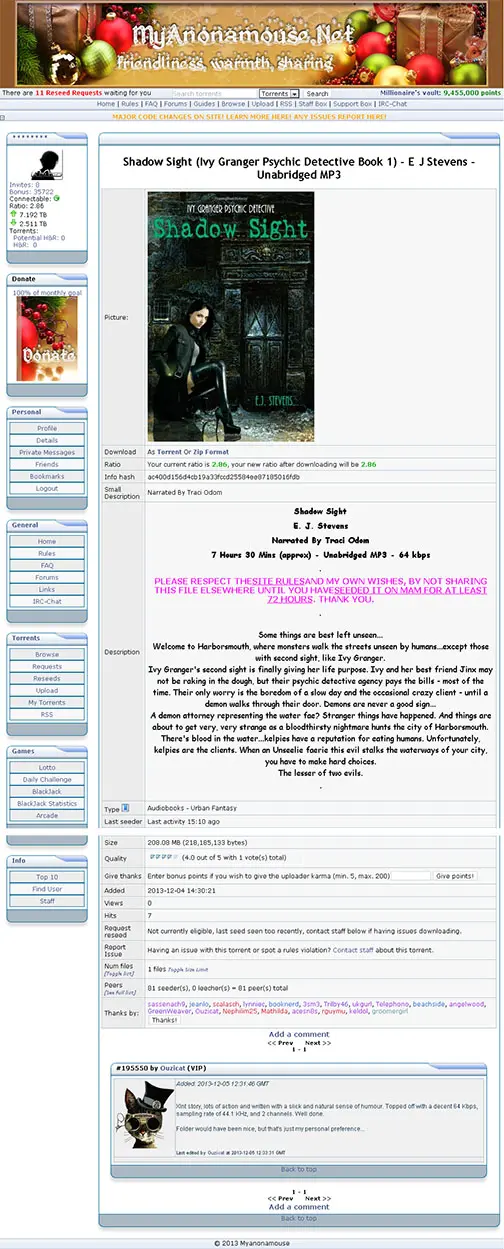 MyAnonamouse.Net
friendliness, warmth, sharing
There are 11 Reseed Requests waiting for you
Search torrents
Torrents
Search
Millionaire's vault: 9,455,000 points
Home | Rules | FAQ | Forums | Guides | Browse | Upload | RSS | Staff Box | Support Box | IRC-Chat
MAJOR CODE CHANGES ON SITE! LEARN MORE HERE! ANY ISSUES REPORT HERE!
Invites: 8
Bonus: 35722
Connectable:
Ratio: 2.86
7.192 TB
2.511 TB
Torrents:
Potential H&R: 0
H&R: 0
Donate
100% of monthly goal
Donate
Personal
Profile
Details
Private Messages
Friends
Bookmarks
Logout
General
Home
Rules
FAQ
Forums
Links
IRC-Chat
Torrents
Browse
Requests
Reseeds
Upload
My Torrents
RSS
Games
Lotto
Daily Challenge
BlackJack
BlackJack Statistics
Arcade
Info
Top 10
Find User
Staff
Shadow Sight (Ivy Granger Psychic Detective Book 1) - E J Stevens -
Unabridged MP3
Picture:
IVY GRANGER PSYCHIC DETECTIVE
Shadow Sight
E.J. STEVENS
Download As Torrent Or Zip Format
Ratio Your current ratio is 2.86, your new ratio after downloading will be 2.86
Info hash ac400d156d4cb19a33fccd25584ee87185016fdb
Small
Description
Narrated By Traci Odom
Description
Shadow Sight
E. J. Stevens
Narrated By Traci Odom
7 Hours 30 Mins (approx) - Unabridged MP3 - 64 kbps
.
PLEASE RESPECT THESITE RULESAND MY OWN WISHES, BY NOT SHARING
THIS FILE ELSEWHERE UNTIL YOU HAVESEEDED IT ON MAM FOR AT LEAST
72 HOURS. THANK YOU.
.
Some things are best left unseen...
Welcome to Harborsmouth, where monsters walk the streets unseen by humans...except those
with second sight, like Ivy Granger.
Ivy Granger's second sight is finally giving her life purpose. Ivy and her best friend Jinx may
not be raking in the dough, but their psychic detective agency pays the bills - most of the
time. Their only worry is the boredom of a slow day and the occasional crazy client - until a
demon walks through their door. Demons are never a good sign...
A demon attorney representing the water fae? Stranger things have happened. And things are
about to get very, very strange as a bloodthirsty nightmare hunts the city of Harborsmouth.
There's blood in the water...kelpies have a reputation for eating humans. Unfortunately,
kelpies are the clients. When an Unseelie faerie this evil stalks the waterways of your city,
you have to make hard choices.
The lesser of two evils.
.
Type Audiobooks - Urban Fantasy
Last seeder Last activity 15:10 ago
Size 208.08 MB (218,185,133 bytes)
Quality (4.0 out of 5 with 1 vote(s) total)
Give thanks Enter bonus points if you wish to give the uploader karma (min. 5, max. 200) Give points!
Added 2013-12-04 14:30:21
Views 0
Hits 7
Request
reseed
Not currently eligible, last seed seen too recently, contact staff below if having issues downloading.
Report
Issue
Having an issue with this torrent or spot a rules violation? Contact staff about this torrent.
Num files
[Toggle list]
1 files Toggle Size Limit
Peers
[See full list]
81 seeder(s), 0 leecher(s) = 81 peer(s) total
Thanks by:
sassenach9, jeanlo, scalassh, lynniec, booknerd, 3sm3, Trilby46, ukgurl, Telephono, beachside, angelwood,
GreenWeaver, Ouzicat, Nephilim25, Mathilda, acesn8s, rguymu, keldol, groomergirl
Thanks!
Add a comment
<< Prev Next >>
1 - 1
#195550 by Ouzicat (VIP)
Added: 2013-12-05 12:31:46 GMT
Xlnt story, lots of action and written with a slick and natural sense of humour. Topped off with a decent 64 Kbps,
sampling rate of 44.1 KHz, and 2 channels. Well done.
Folder would have been nice, but that's just my personal preference...
Last edited by Ouzicat at 2013-12-05 12:33:31 GMT
Back to top
1 - 1
<< Prev Next >>
Add a comment
Back to top
© 2013 Myanonamouse